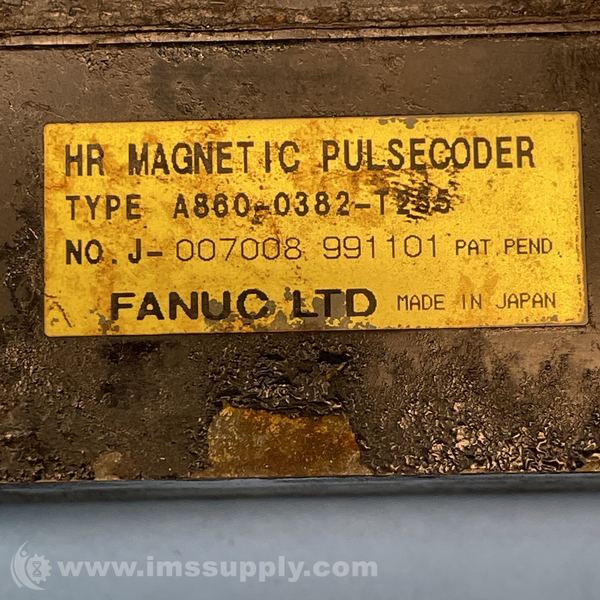 HR MAGNETIC PULSECODER
TYPE
NO. J- 007008 991101 PAT. PEND.
FANUC LTD MADE IN JAPAN
www.imssupply.com